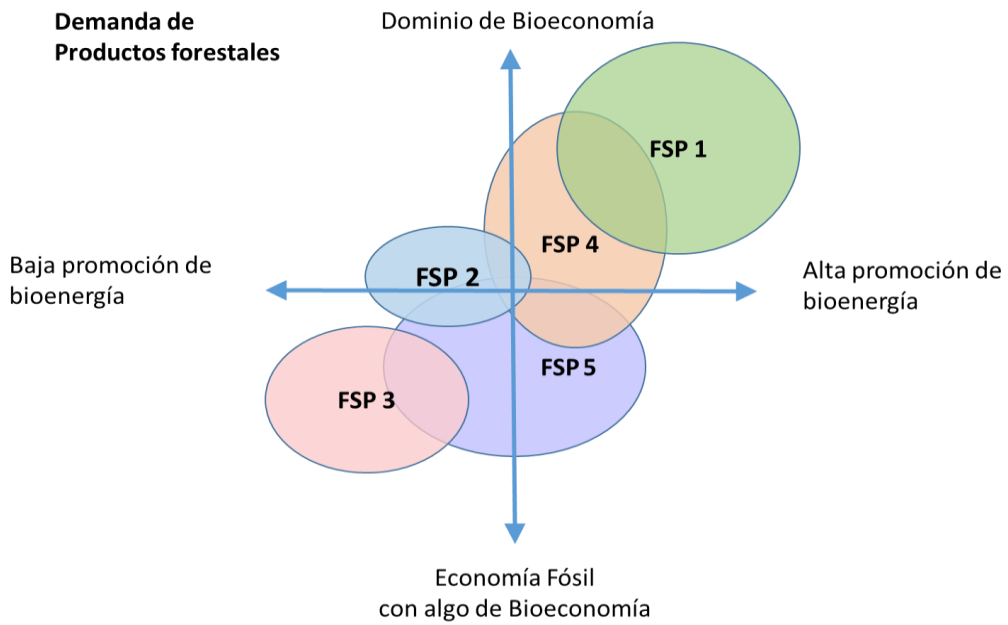 Demanda de
Productos forestales
Dominio de Bioeconomía
FSP 1
FSP 4
Baja promoción de
bioenergía
FSP 2
Alta promoción de
bioenergía
FSP 5
FSP 3
Economía Fósil
con algo de Bioeconomía